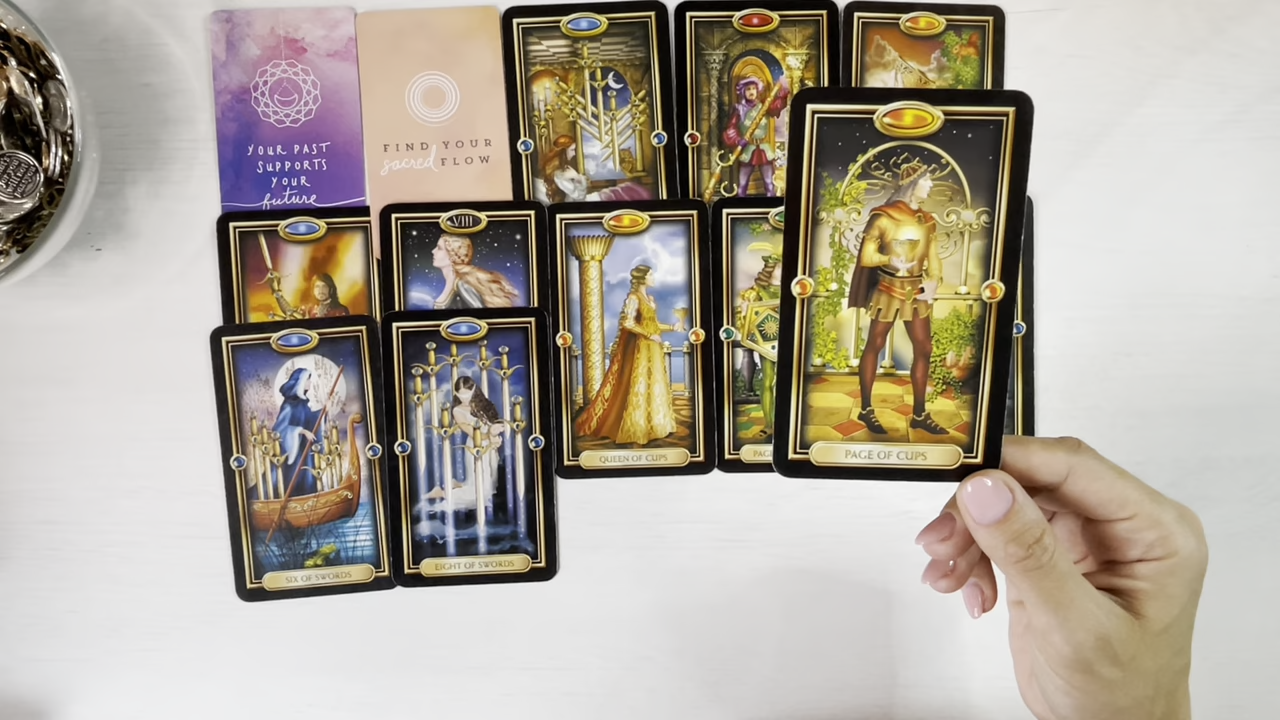 YOUR PAST
SUPPORTS
YOUR
future
FIND YOUR
sacred FLOW
VIII
QUEEN OF CUPS
PAGE OF CUPS
SIX OF SWORDS
EIGHT OF SWORDS